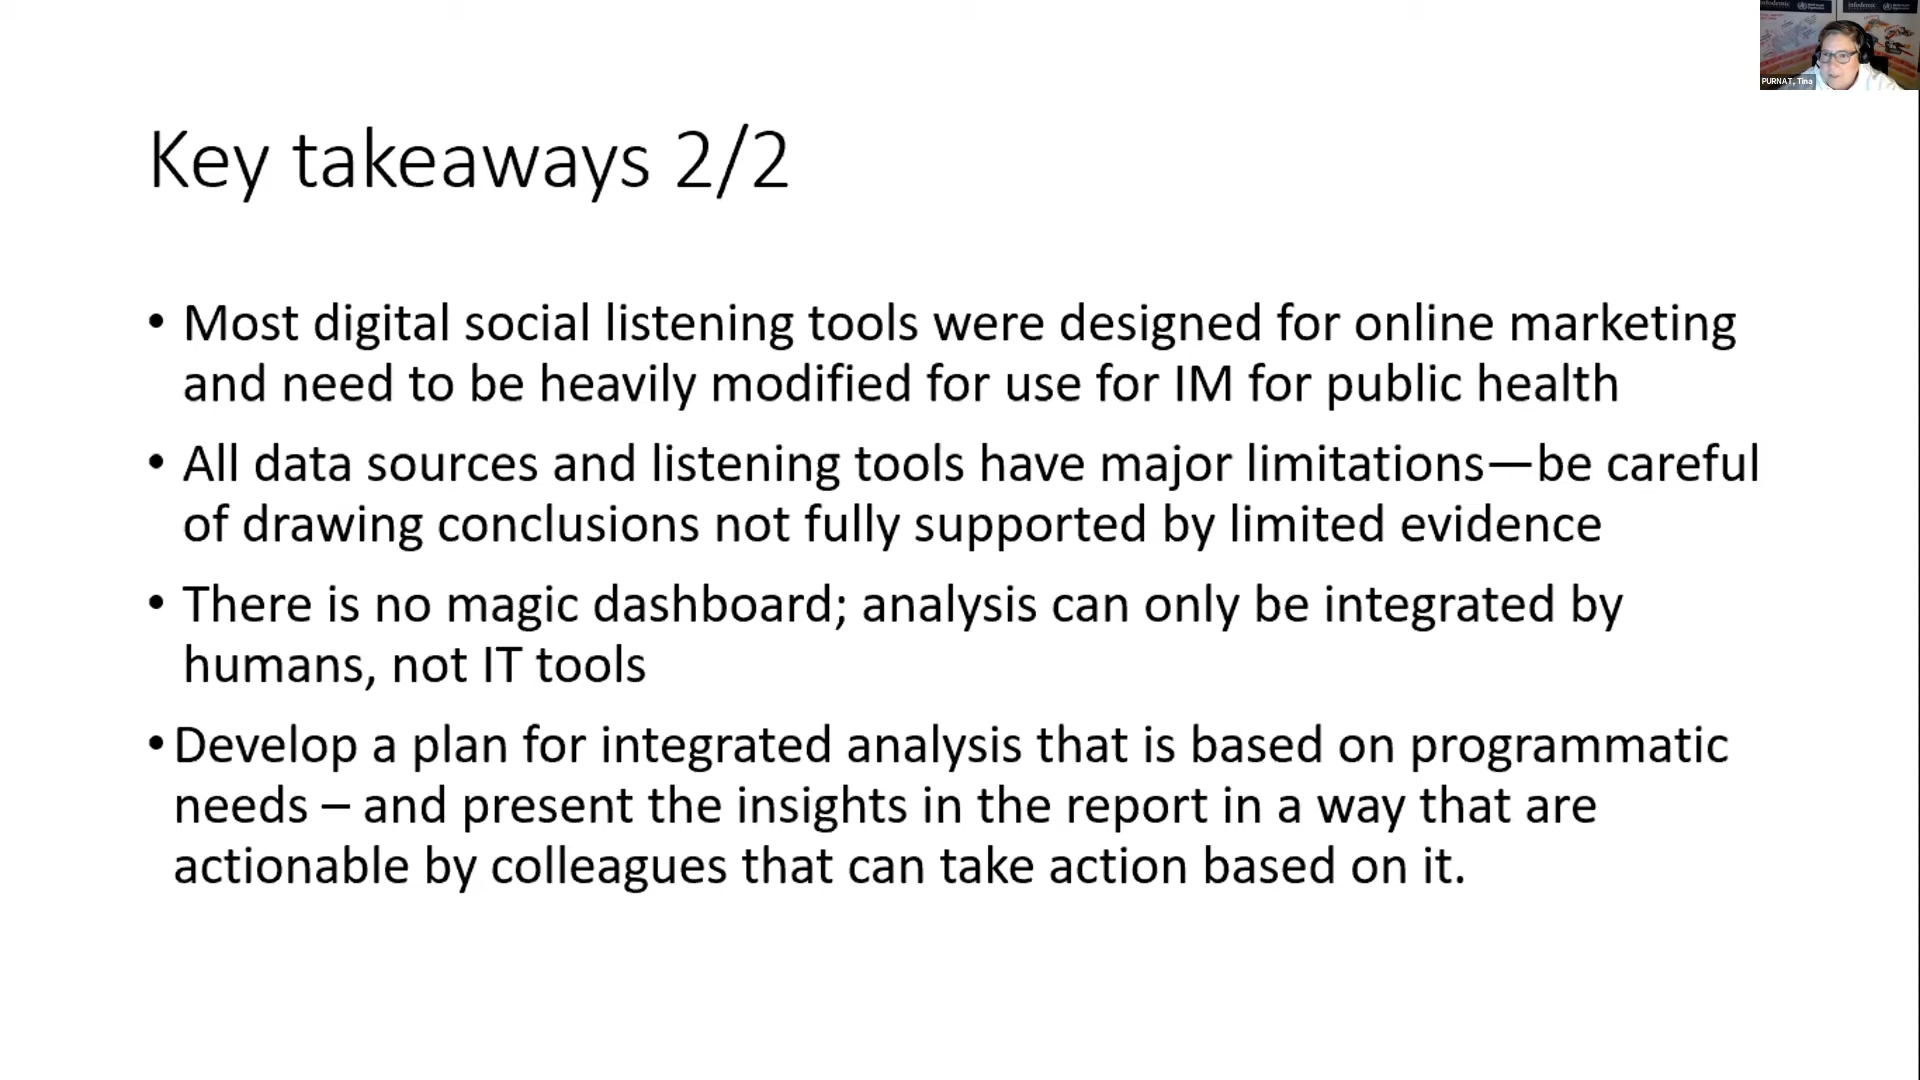 infodemic
PURNAT, Tina
Key takeaways 2/2
• Most digital social listening tools were designed for online marketing
and need to be heavily modified for use for IM for public health
• All data sources and listening tools have major limitations—be careful
of drawing conclusions not fully supported by limited evidence
• There is no magic dashboard; analysis can only be integrated by
humans, not IT tools
• Develop a plan for integrated analysis that is based on programmatic
needs – and present the insights in the report in a way that are
actionable by colleagues that can take action based on it.